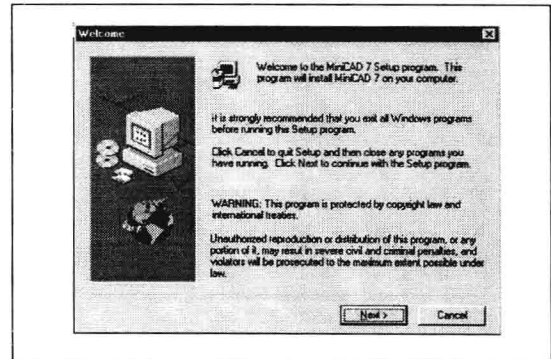 Welcome
Welcome to the MiniCAD 7 Setup program. This
program will install MiniCAD 7 on your computer.
It is strongly recommended that you exit all Windows programs
before running this Setup program.
Click Cancel to quit Setup and then close any programs you
have running. Click Next to continue with the Setup program.
WARNING: This program is protected by copyright law and
international treaties.
Unauthorized reproduction or distribution of this program, or any
portion of it, may result in severe civil and criminal penalties, and
violators will be prosecuted to the maximum extent possible under
law.
Next >
Cancel